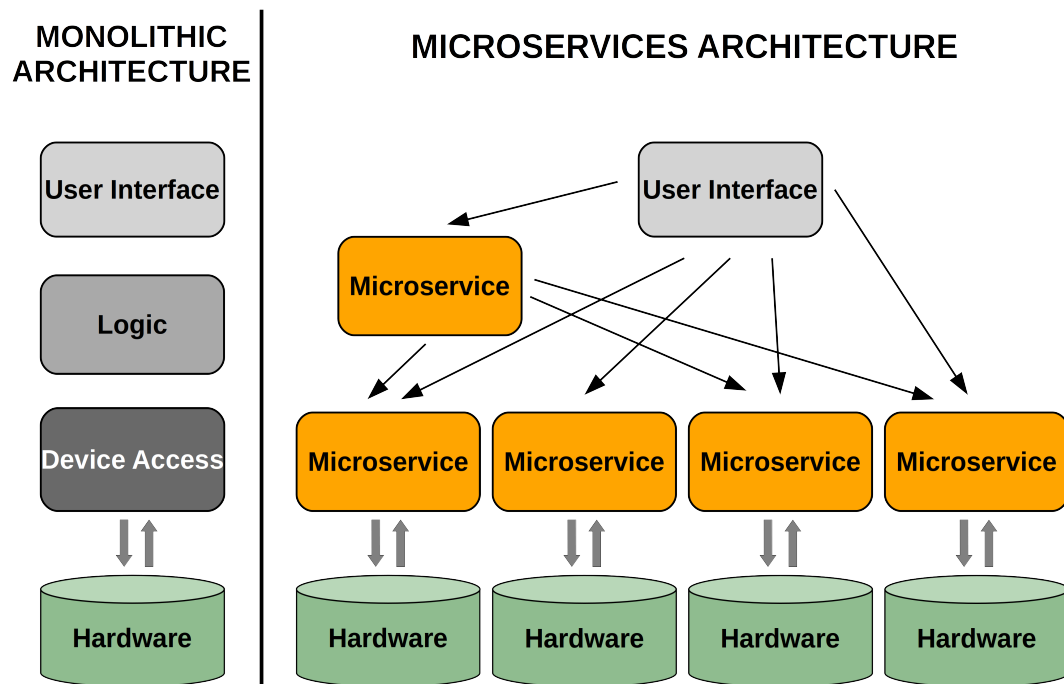 MONOLITHIC
ARCHITECTURE
MICROSERVICES ARCHITECTURE
User Interface
Logic
Device Access
Hardware
User Interface
Microservice
Microservice
Microservice
Microservice
Microservice
Hardware
Hardware
Hardware
Hardware